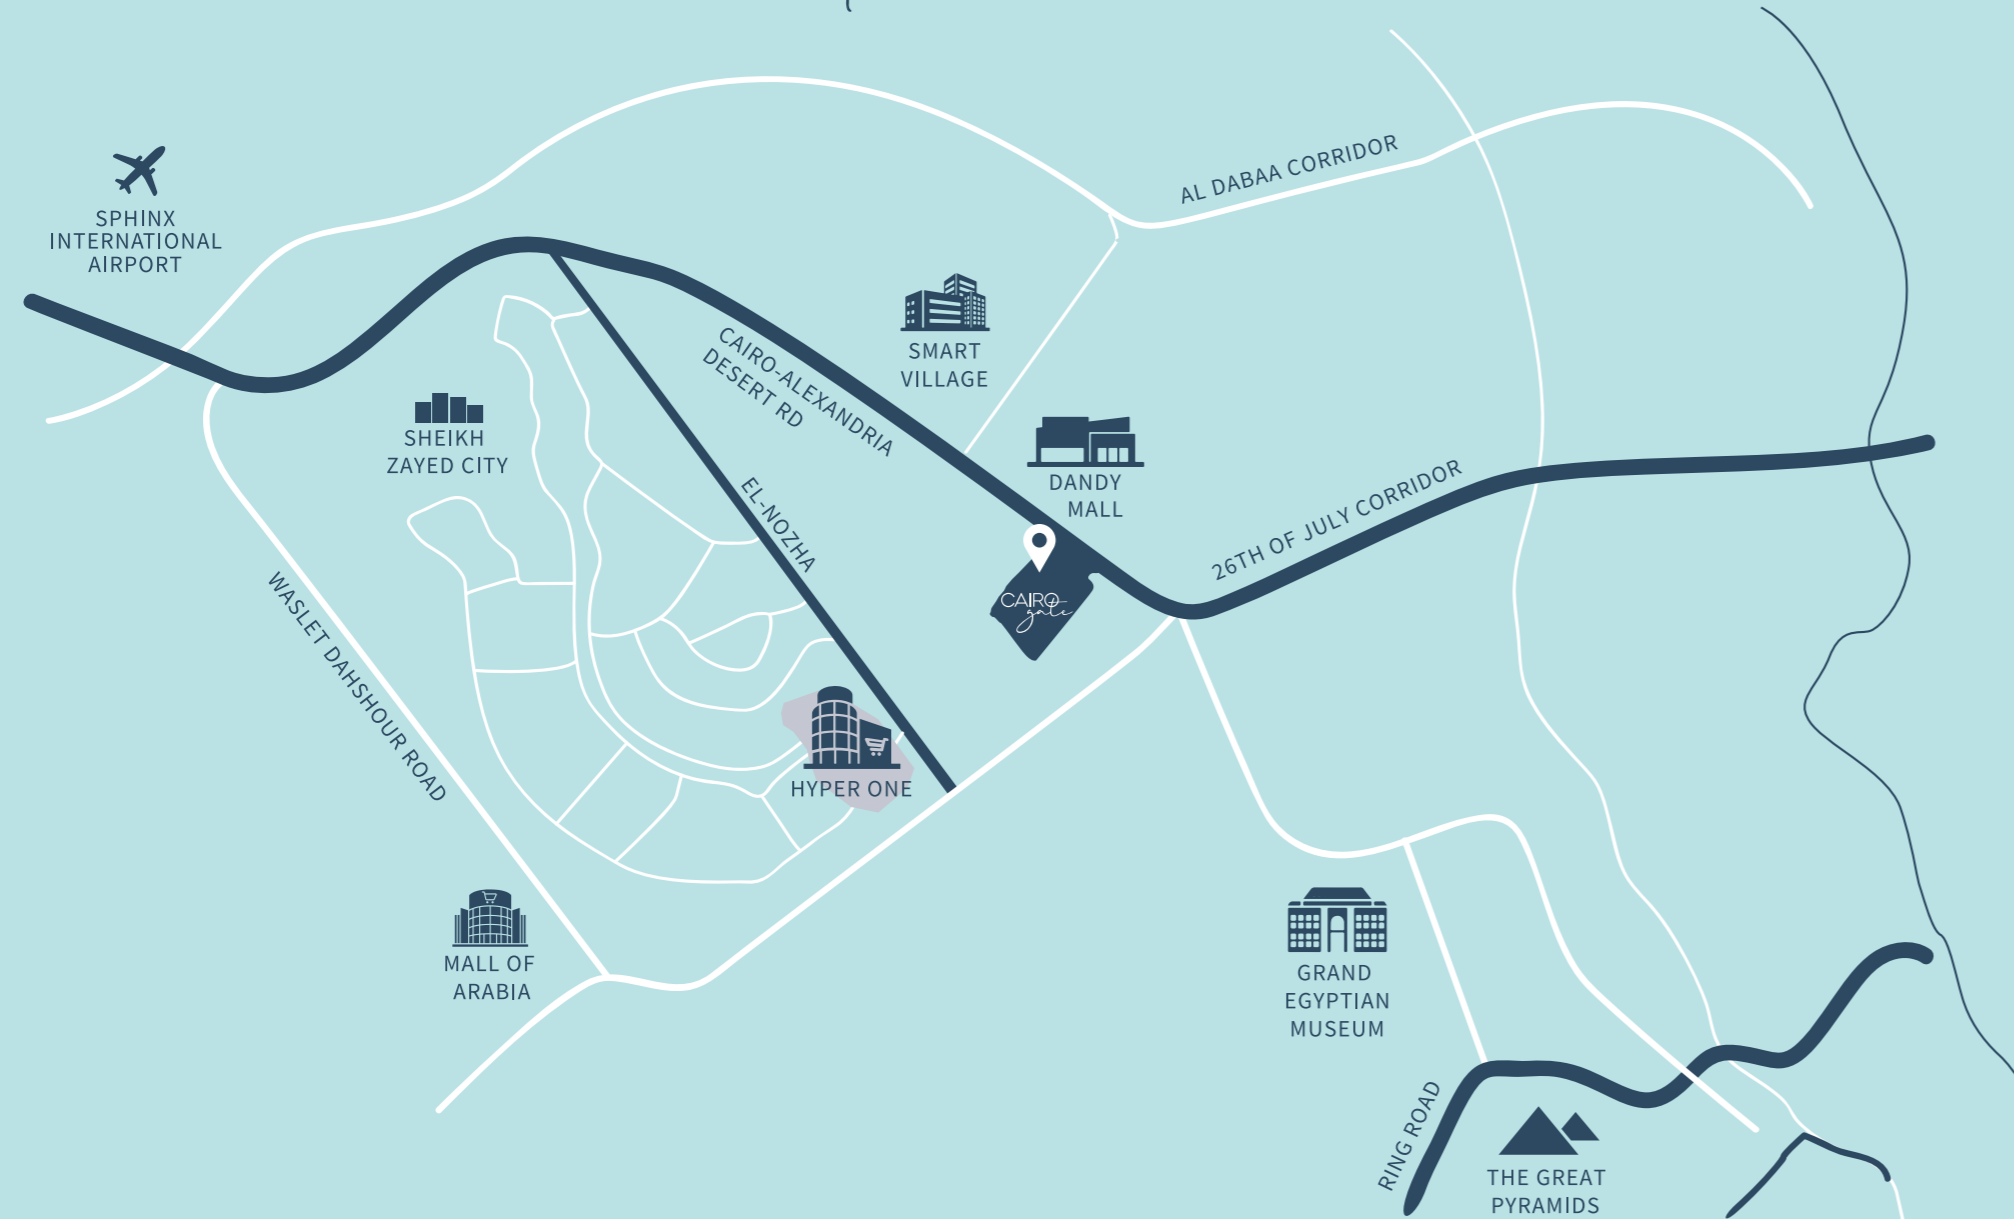 AL DABAA CORRIDOR
SPHINX
INTERNATIONAL
AIRPORT
CAIRO-ALEXANDRIA
DESERT RD
SMART
VILLAGE
SHEIKH
ZAYED CITY
DANDY
MALL
26TH OF JULY CORRIDOR
EL-NOZHA
CAIRO
gate
WASLET DAHSHOUR ROAD
HYPER ONE
MALL OF
ARABIA
GRAND
EGYPTIAN
MUSEUM
RING ROAD
THE GREAT
PYRAMIDS